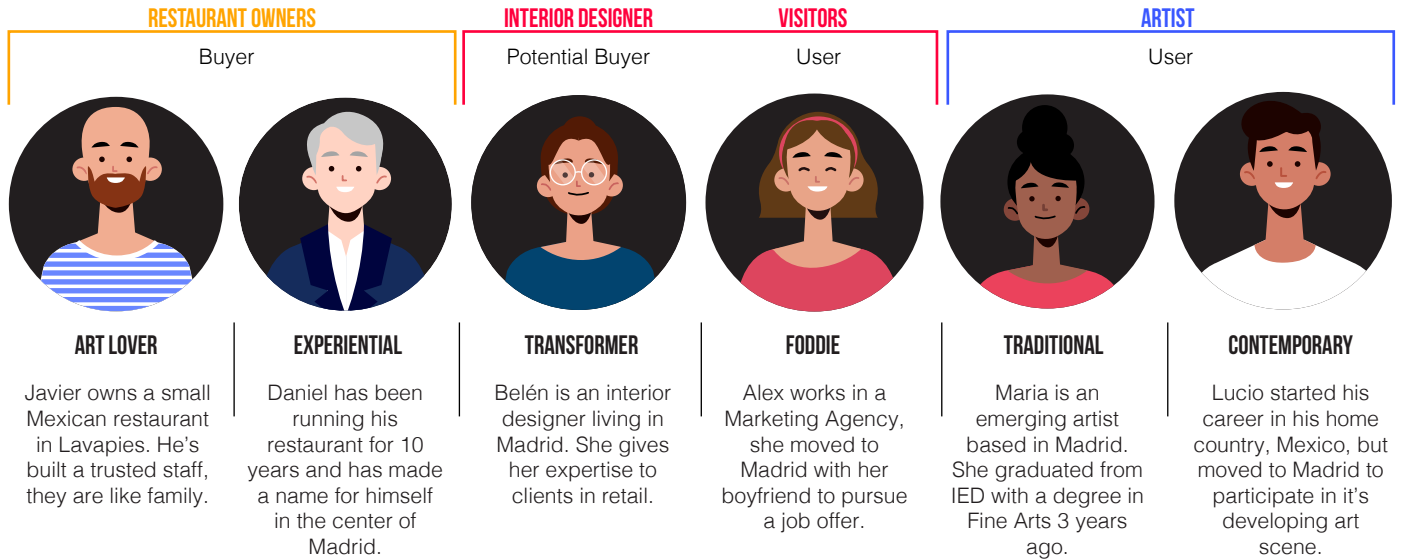 RESTAURANT OWNERS
Buyer
INTERIOR DESIGNER
Potential Buyer
VISITORS
User
ARTIST
User
ART LOVER
Javier owns a small
Mexican restaurant
in Lavapies. He's
built a trusted staff,
they are like family.
EXPERIENTIAL
Daniel has been
running his
restaurant for 10
years and has made
a name for himself
in the center of
Madrid.
TRANSFORMER
Belén is an interior
designer living in
Madrid. She gives
her expertise to
clients in retail.
FODDIE
Alex works in a
Marketing Agency,
she moved to
Madrid with her
boyfriend to pursue
a job offer.
TRADITIONAL
Maria is an
emerging artist
based in Madrid.
She graduated from
IED with a degree in
Fine Arts 3 years
ago.
CONTEMPORARY
Lucio started his
career in his home
country, Mexico, but
moved to Madrid to
participate in it's
developing art
scene.